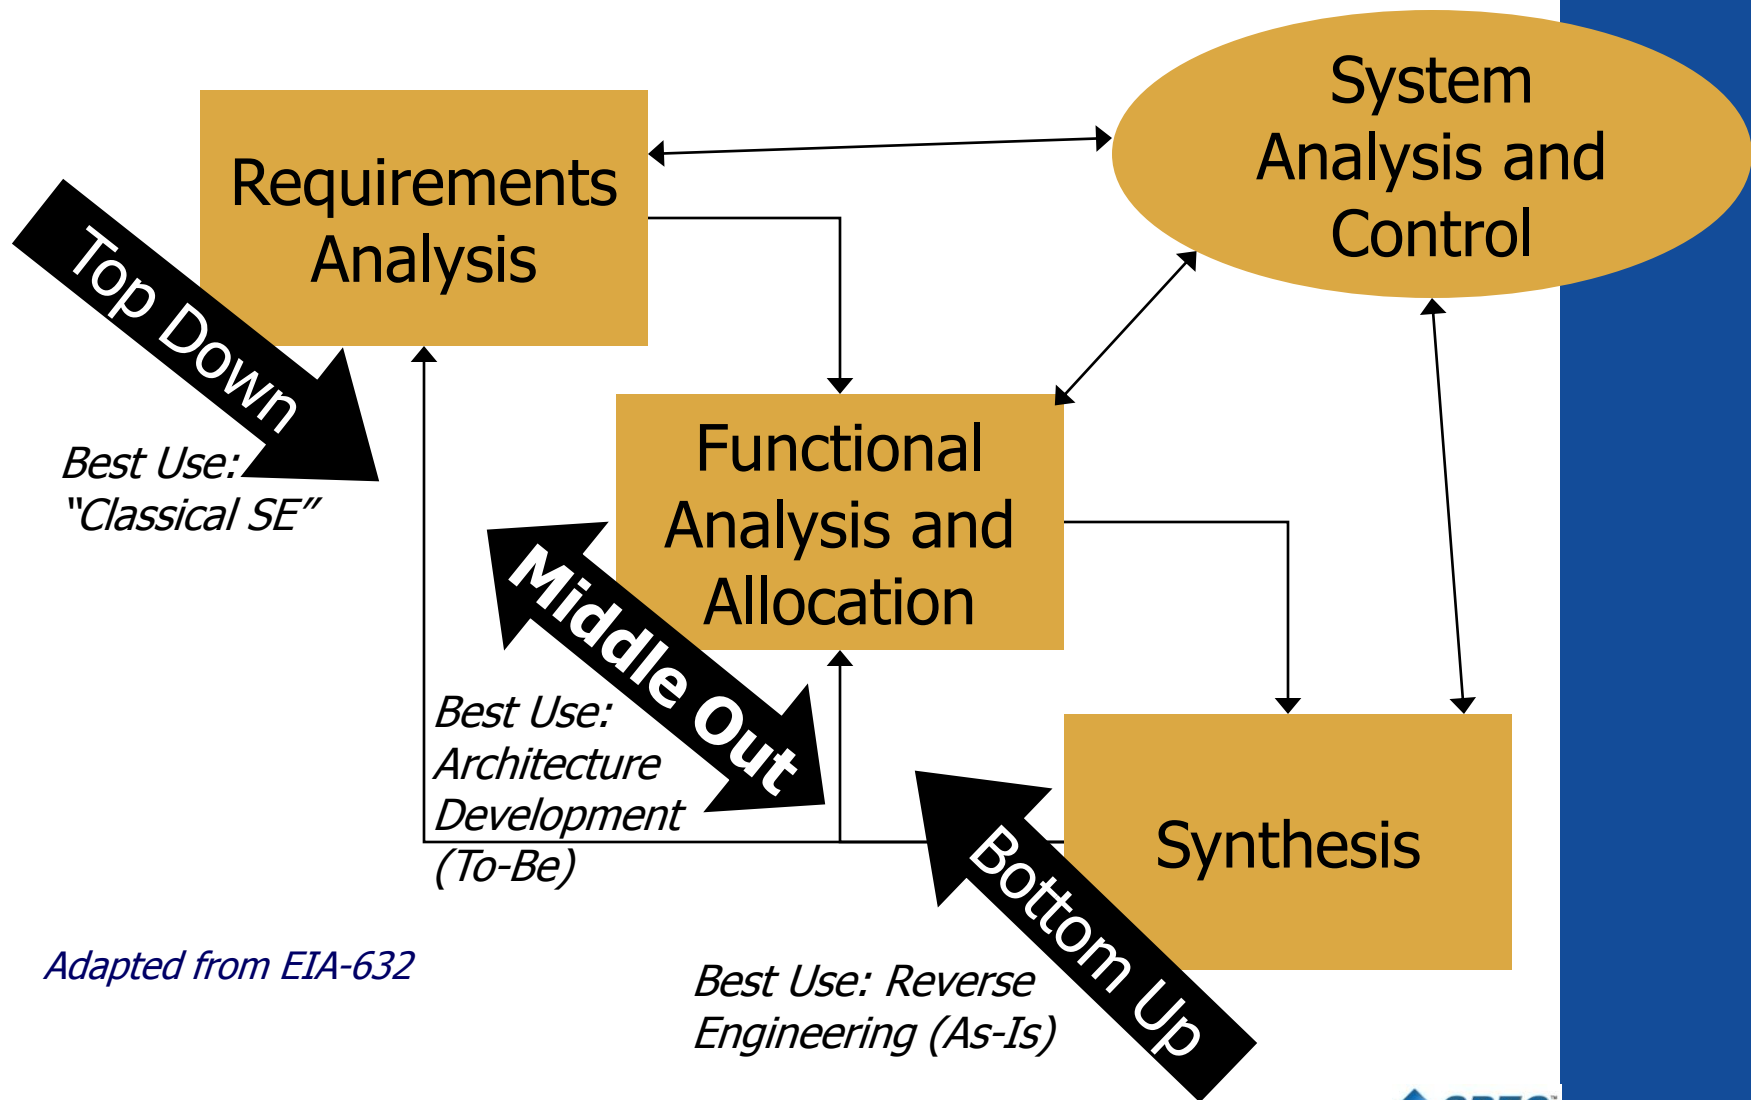 System
Analysis and
Control
Requirements
Analysis
Top Down
Best Use:
“Classical SE”
Functional
Analysis and
Allocation
Middle Out
Best Use:
Architecture
Development
(To-Be)
Synthesis
Bottom Up
Adapted from EIA-632
Best Use: Reverse
Engineering (As-Is)